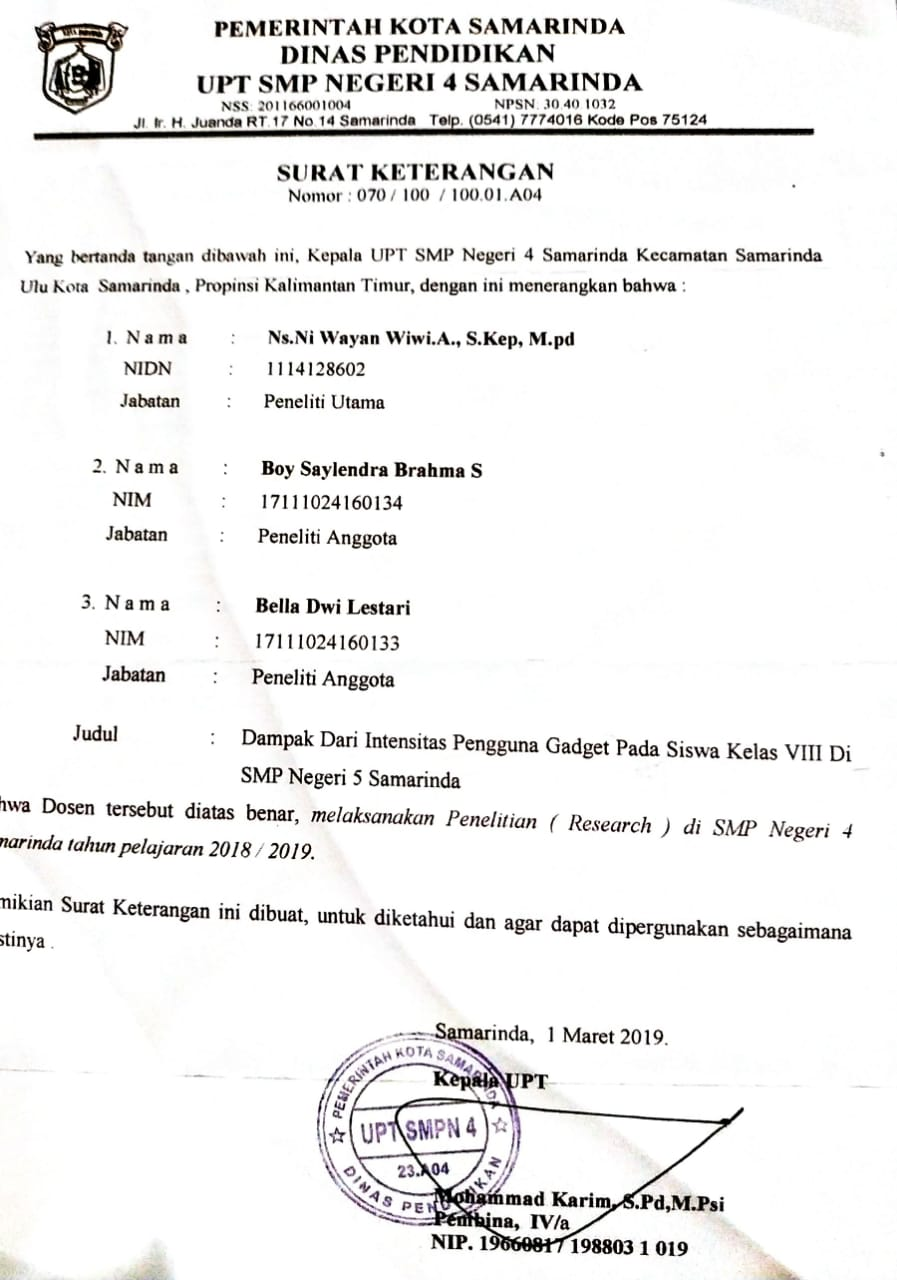 PEMERINTAH KOTA SAMARINDA
DINAS PENDIDIKAN
UPT SMP NEGERI 4 SAMARINDA
NSS: 201166001004 NPSN. 30 40 1032
Jl. Ir. H. Juanda RT.17 No.14 Samarinda Telp. (0541) 7774016 Kode Pos 75124
SURAT KETERANGAN
Nomor : 070 / 100 / 100.01.A04
Yang bertanda tangan dibawah ini, Kepala UPT SMP Negeri 4 Samarinda Kecamatan Samarinda
Ulu Kota Samarinda , Propinsi Kalimantan Timur, dengan ini menerangkan bahwa :
1. N a m a : Ns.Ni Wayan Wiwi.A., S.Kep, M.pd
NIDN : 1114128602
Jabatan : Peneliti Utama
2. N a m a : Boy Saylendra Brahma S
NIM : 17111024160134
Jabatan : Peneliti Anggota
3. N a m a : Bella Dwi Lestari
NIM : 17111024160133
Jabatan : Peneliti Anggota
Judul : Dampak Dari Intensitas Pengguna Gadget Pada Siswa Kelas VIII Di
SMP Negeri 5 Samarinda
hwa Dosen tersebut diatas benar, melaksanakan Penelitian ( Research ) di SMP Negeri 4
narinda tahun pelajaran 2018 / 2019.
mikian Surat Keterangan ini dibuat, untuk diketahui dan agar dapat dipergunakan sebagaimana
stinya .
Samarinda, 1 Maret 2019.
Kepala UPT
PEMERINTAH KOTA SAMARINDA
UPT SMPN 4
23.A04
DINAS PENDIDIKAN
Mohammad Karim, S.Pd,M.Psi
Pembina, IV/a
NIP. 19660817 198803 1 019